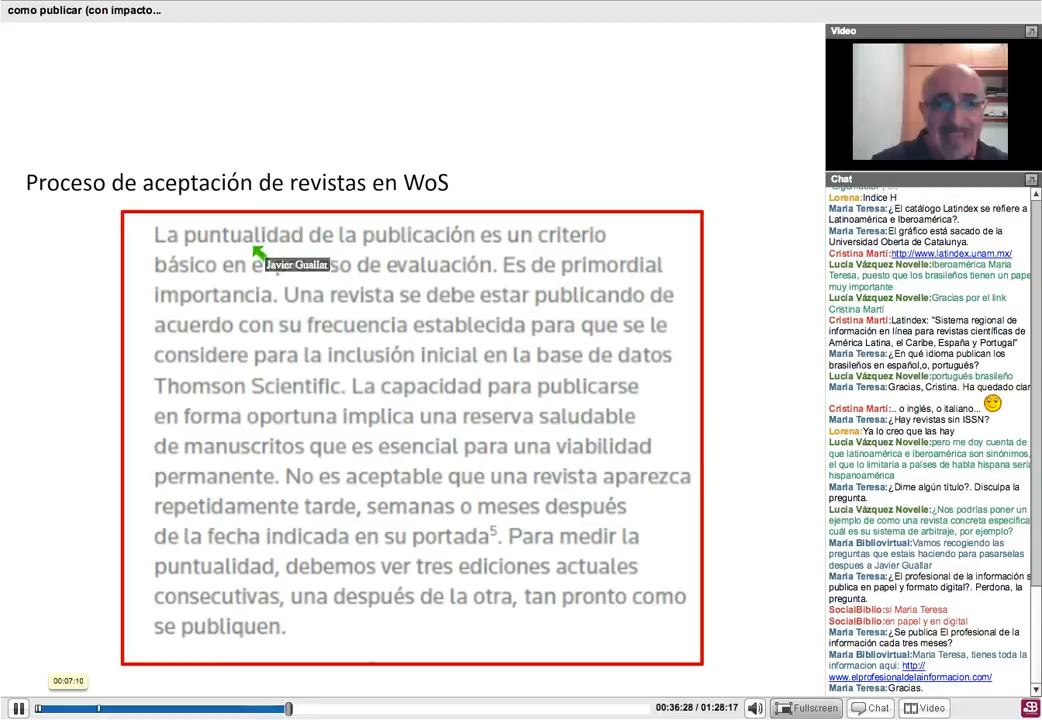 como publicar (con impacto...
Proceso de aceptación de revistas en WoS
La puntualidad de la publicación es un criterio
básico en e Javier Guallar so de evaluación. Es de primordial
importancia. Una revista se debe estar publicando de
acuerdo con su frecuencia establecida para que se le
considere para la inclusión inicial en la base de datos
Thomson Scientific. La capacidad para publicarse
en forma oportuna implica una reserva saludable
de manuscritos que es esencial para una viabilidad
permanente. No es aceptable que una revista aparezca
repetidamente tarde, semanas o meses después
de la fecha indicada en su portada5. Para medir la
puntualidad, debemos ver tres ediciones actuales
consecutivas, una después de la otra, tan pronto como
se publiquen.
Video
Chat
Lorena:Indice H
Maria Teresa:¿El catálogo Latindex se refiere a
Latinoamérica e Iberoamérica?.
Maria Teresa:El gráfico está sacado de la
Universidad Oberta de Catalunya.
Cristina Martí:http://www.latindex.unam.mx/
Lucía Vázquez Novelle:Iberoamérica Maria
Teresa, puesto que los brasileños tienen un pape
muy importante
Lucía Vázquez Novelle:Gracias por el link
Cristina Martí
Cristina Martí:Latindex: "Sistema regional de
información en línea para revistas científicas de
América Latina, el Caribe, España y Portugal"
Maria Teresa:¿En qué idioma publican los
brasileños en español,o, portugués?
Lucía Vázquez Novelle:portugués brasileño
Maria Teresa:Gracias, Cristina. Ha quedado clar
Cristina Martí:.. o inglés, o italiano...
Maria Teresa:¿Hay revistas sin ISSN?
Lorena:Ya lo creo que las hay
Lucía Vázquez Novelle:pero me doy cuenta de
que latinoamérica e iberoamérica son sinónimos,
el que lo limitaría a países de habla hispana sería
hispanoamérica
Maria Teresa:¿Dime algún título?. Disculpa la
pregunta.
Lucía Vázquez Novelle:¿Nos podrías poner un
ejemplo de como una revista concreta especifica
cuál es su sistema de arbitraje, por ejemplo?
María Bibliovirtual:Vamos recogiendo las
preguntas que estais haciendo para pasarselas
despues a Javier Guallar
Maria Teresa:¿El profesional de la información s
publica en papel y formato digital?. Perdona, la
pregunta.
SocialBiblio:si Maria Teresa
SocialBiblio:en papel y en digital
Maria Teresa:¿Se publica El profesional de la
información cada tres meses?
María Bibliovirtual:Maria Teresa, tienes toda la
informacion aqui: http://
www.elprofesionaldelainformacion.com/
Maria Teresa:Gracias.
00:07:10
00:36:28 / 01:28:17
Fullscreen
Chat
Video
SB